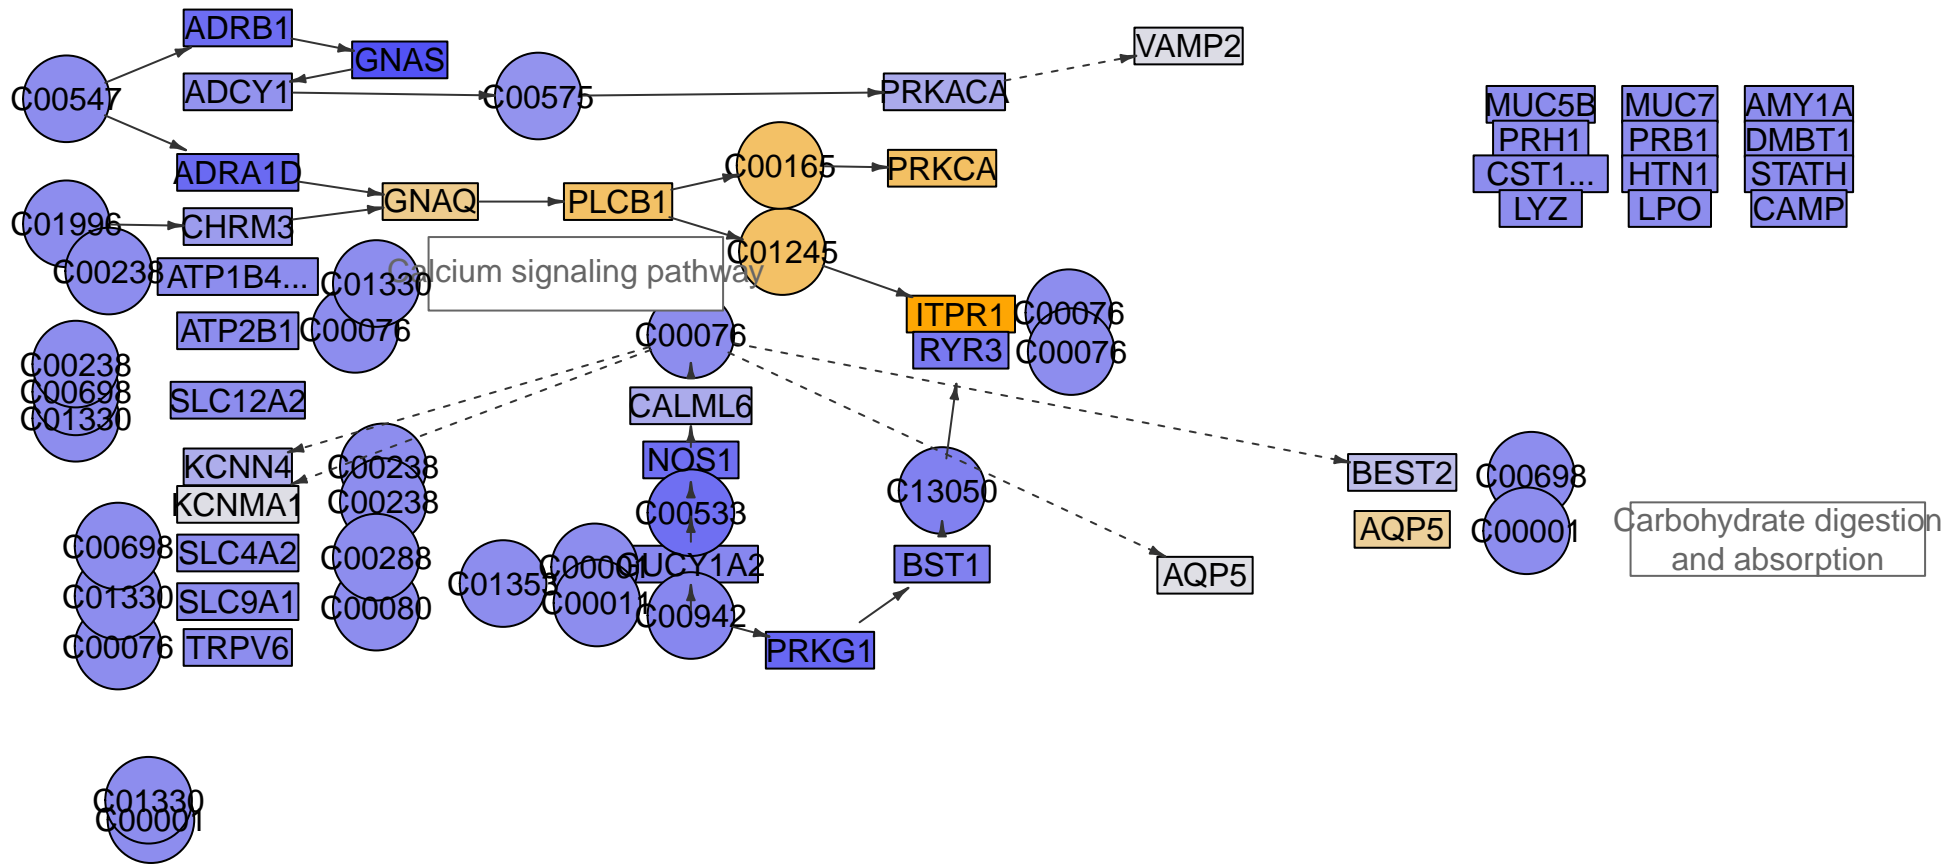 ADRB1
GNAS
VAMP2
C00547
ADCY1
C00575
PRKACA
MUC5B
MUC7
AMY1A
PRH1
PRB1
DMBT1
CST1...
HTN1
STATH
LYZ
LPO
CAMP
ADRA1D
GNAQ
PLCB1
C00165
PRKCA
C01996
CHRM3
C01245
C00238
ATP1B4...
C01330
Calcium signaling pathway
ATP2B1
C00076
C00076
ITPR1
C00076
RYR3
C00076
C00238
C00698
C01330
SLC12A2
CALML6
KCNN4
C00238
NOS1
C13050
BEST2
C00698
KCNMA1
C00238
C00533
AQP5
C00001
Carbohydrate digestion
and absorption
C00698
SLC4A2
C00288
C01353
C00001
GUCY1A2
BST1
AQP5
C01330
SLC9A1
C00080
C00011
C00942
C00076
TRPV6
PRKG1
C01330
C00001